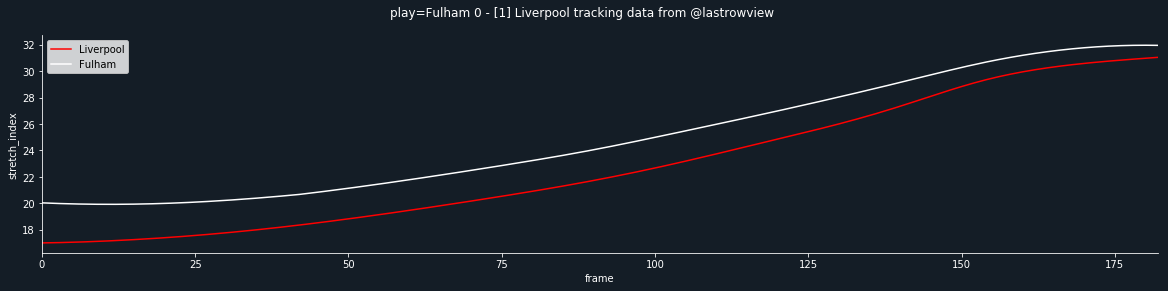 play=Fulham 0 - [1] Liverpool tracking data from @lastrowview
Liverpool
Fulham
stretch_index
32
30
28
26
24
22
20
18
0 25 50 75 100 125 150 175
frame